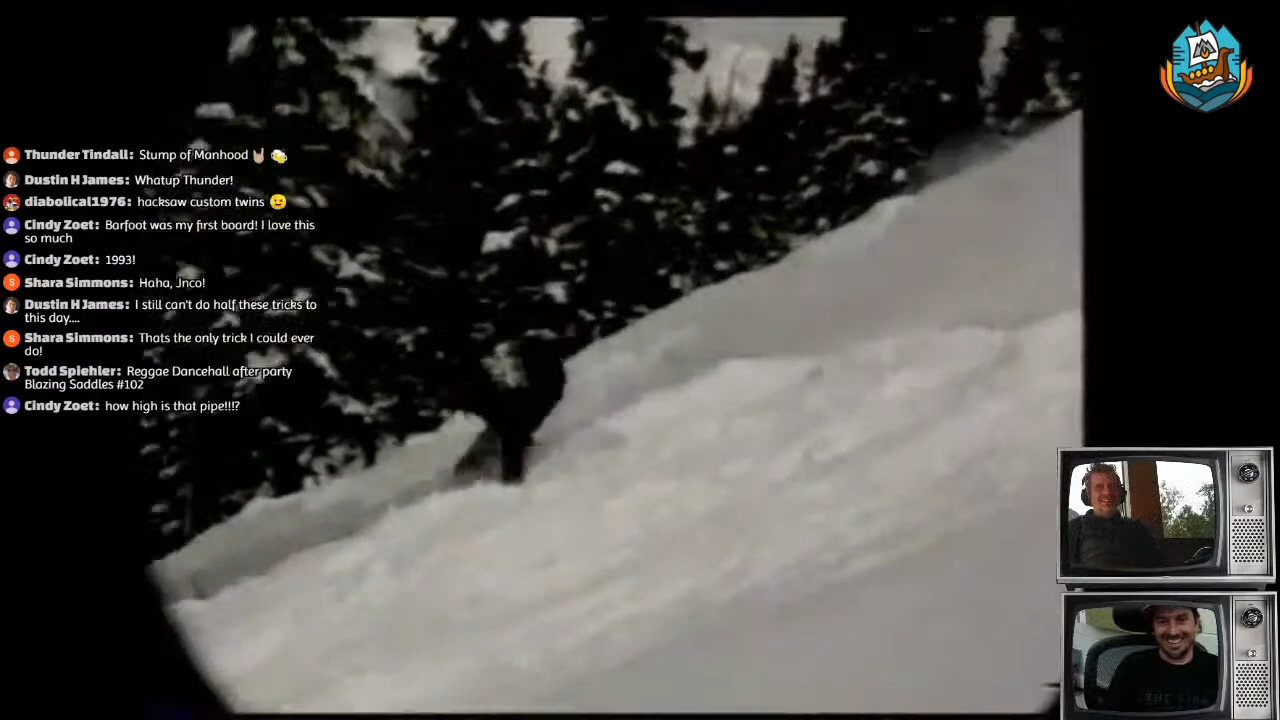 Thunder Tindall: Stump of Manhood 🤘🏼 🍻
Dustin H James: Whatup Thunder!
diabolical1976: hacksaw custom twins 😉
Cindy Zoet: Barfoot was my first board! I love this
so much
Cindy Zoet: 1993!
Shara Simmons: Haha, Jnco!
Dustin H James: I still can't do half these tricks to
this day....
Shara Simmons: Thats the only trick I could ever
do!
Todd Spiehler: Reggae Dancehall after party
Blazing Saddles #102
Cindy Zoet: how high is that pipe!!!?